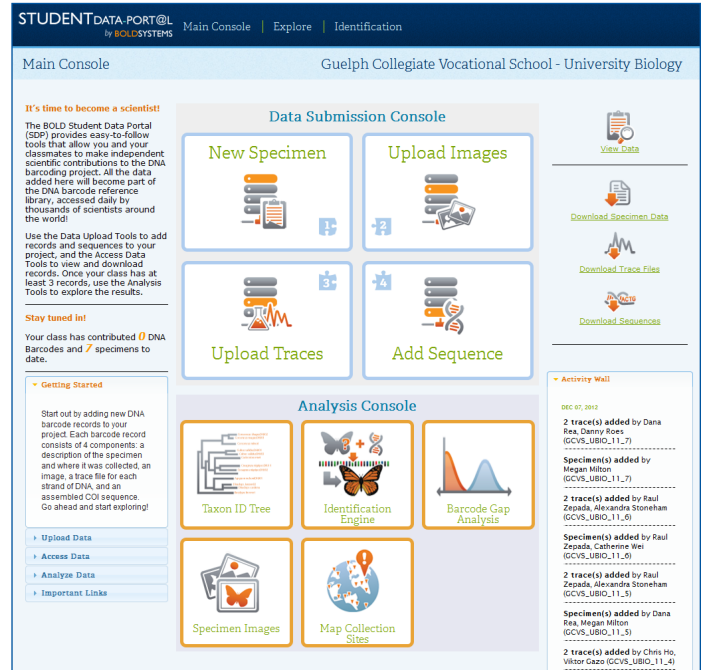 STUDENT DATA-PORT@L
by BOLDSYSTEMS
Main Console | Explore | Identification
Main Console
Guelph Collegiate Vocational School - University Biology
It's time to become a scientist!
The BOLD Student Data Portal
(SDP) provides easy-to-follow
tools that allow you and your
classmates to make independent
scientific contributions to the DNA
barcoding project. All the data
added here will become part of
the DNA barcode reference
library, accessed daily by
thousands of scientists around
the world!
Use the Data Upload Tools to add
records and sequences to your
project, and the Access Data
Tools to view and download
records. Once your class has at
least 3 records, use the Analysis
Tools to explore the results.
Stay tuned in!
Your class has contributed 0 DNA
Barcodes and 7 specimens to
date.
Getting Started
Start out by adding new DNA
barcode records to your
project. Each barcode record
consists of 4 components: a
description of the specimen
and where it was collected, an
image, a trace file for each
strand of DNA, and an
assembled COI sequence.
Go ahead and start exploring!
Upload Data
Access Data
Analyze Data
Important Links
Data Submission Console
New Specimen
1
Upload Images
2
3
Upload Traces
4
Add Sequence
Analysis Console
Taxon ID Tree
?
Identification
Engine
Barcode Gap
Analysis
Specimen Images
Map Collection
Sites
View Data
Download Specimen Data
Download Trace Files
ACTG
Download Sequences
Activity Wall
DEC 07, 2012
2 trace(s) added by Dana
Rea, Danny Roes
(GCVS_UBIO_11_7)
Specimen(s) added by
Megan Milton
(GCVS_UBIO_11_7)
2 trace(s) added by Raul
Zepada, Alexandra Stoneham
(GCVS_UBIO_11_6)
Specimen(s) added by Raul
Zepada, Catherine Wei
(GCVS_UBIO_11_6)
2 trace(s) added by Raul
Zepada, Alexandra Stoneham
(GCVS_UBIO_11_5)
Specimen(s) added by Dana
Rea, Megan Milton
(GCVS_UBIO_11_5)
2 trace(s) added by Chris Ho,
Viktor Gazo (GCVS_UBIO_11_4)